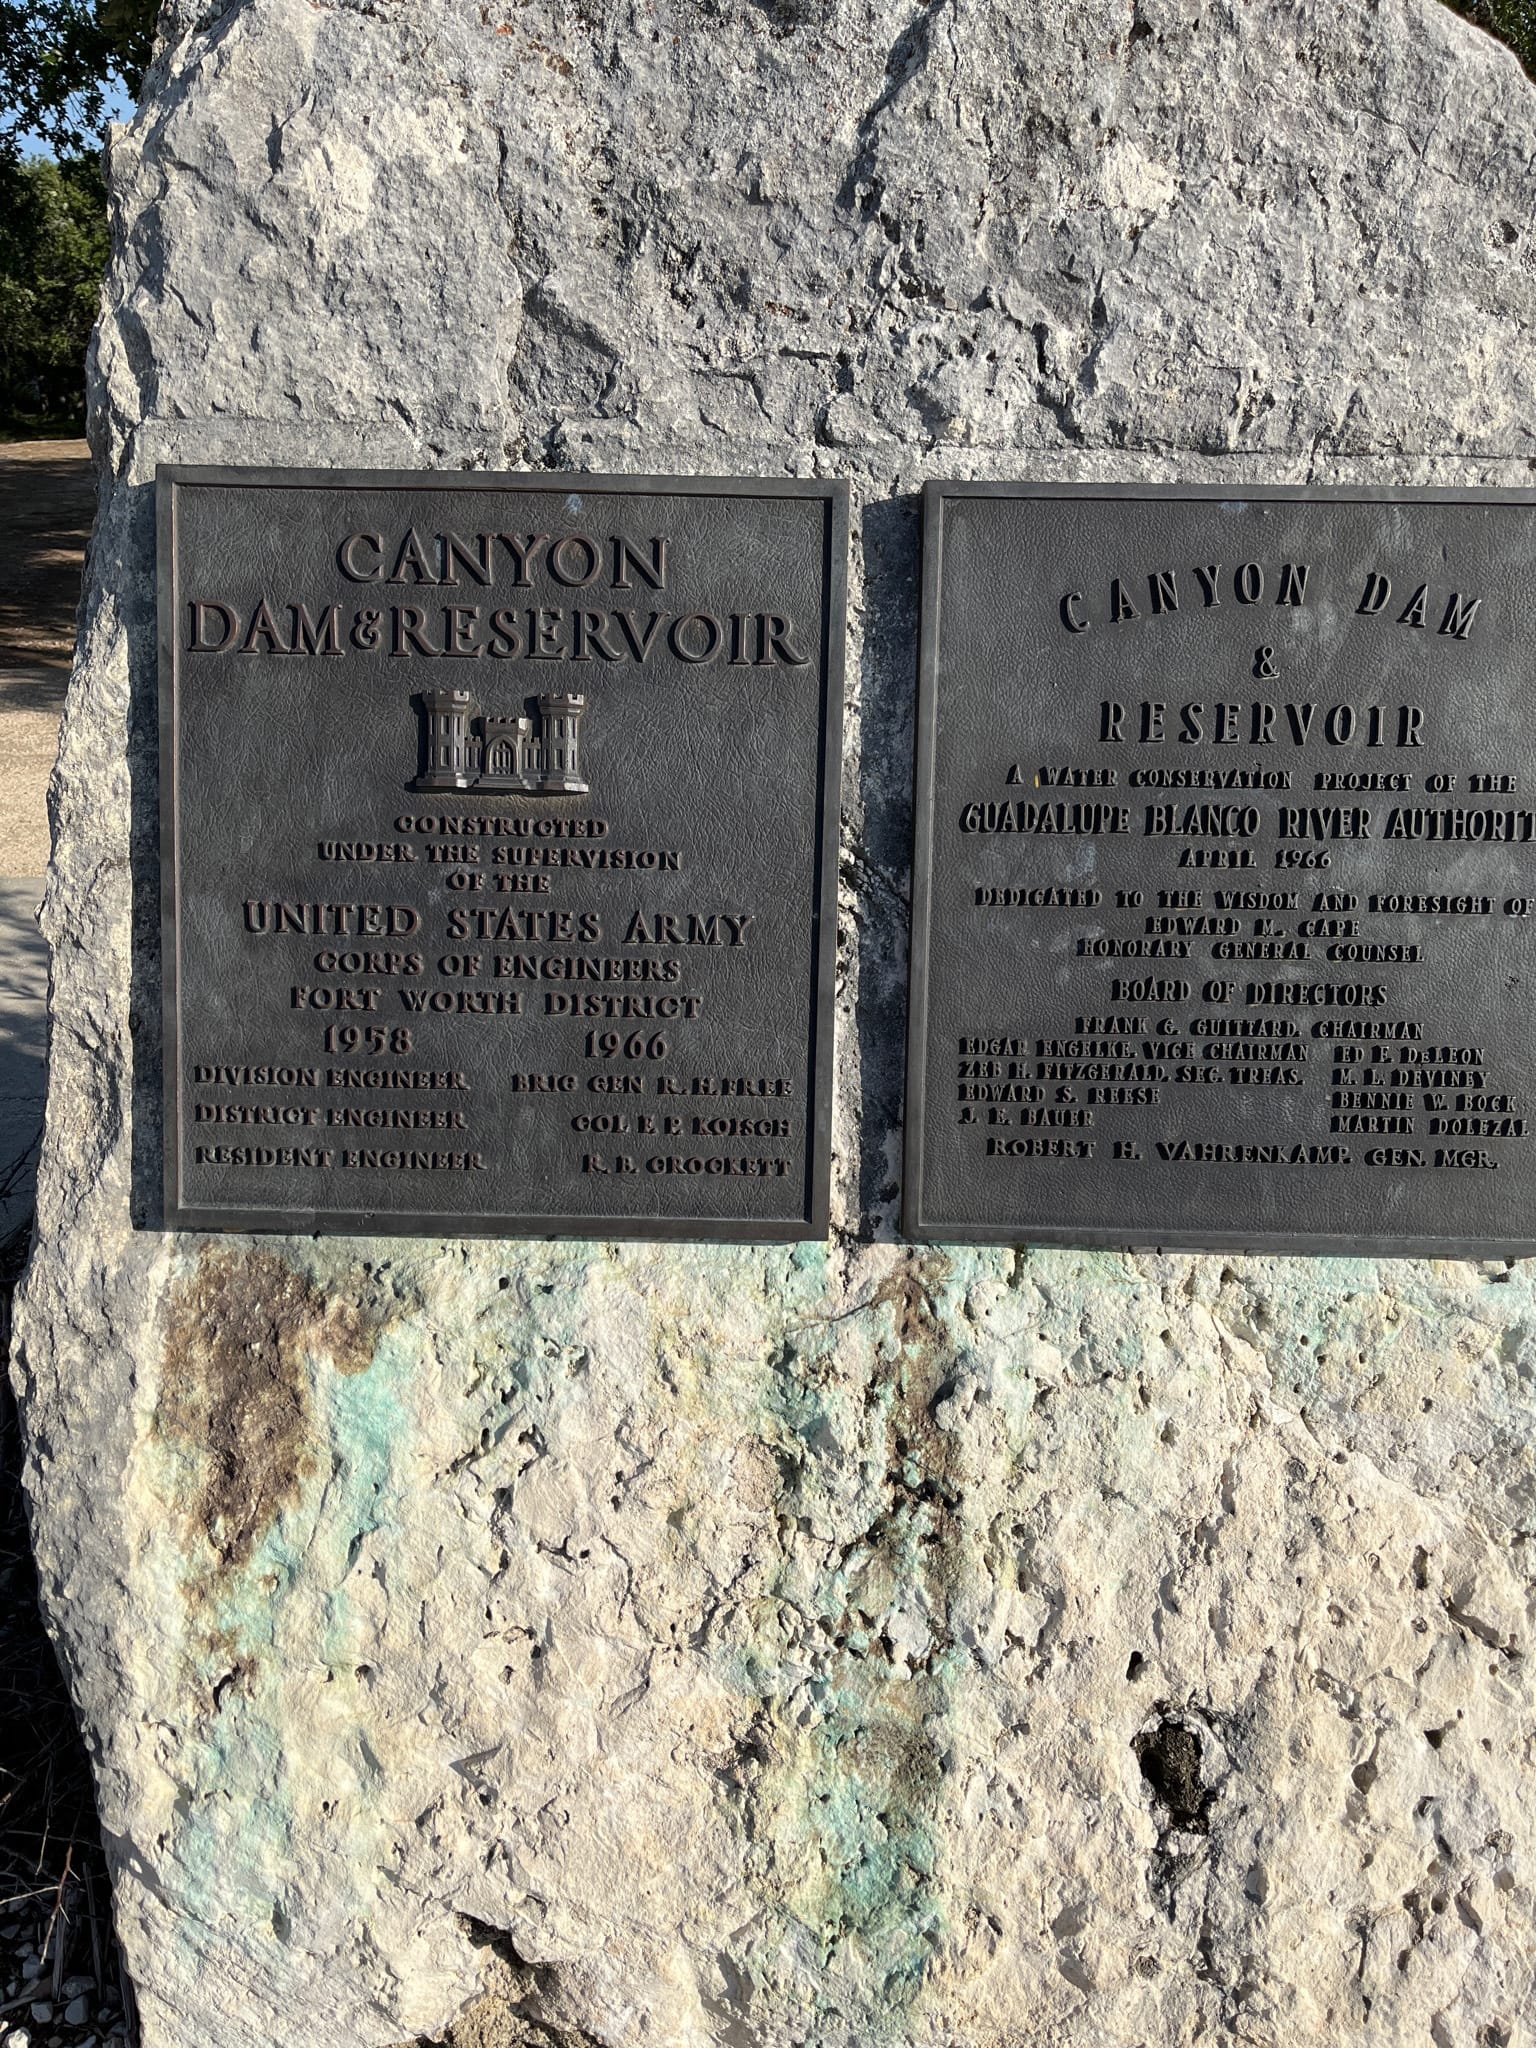 CANYON
DAM & RESERVOIR
CONSTRUCTED
UNDER THE SUPERVISION
OF THE
UNITED STATES ARMY
CORPS OF ENGINEERS
FORT WORTH DISTRICT
1958 1966
DIVISION ENGINEER BRIG GEN R. H. FREE
DISTRICT ENGINEER COL F. P. KOISCH
RESIDENT ENGINEER R. B. CROCKETT
CANYON DAM
&
RESERVOIR
A WATER CONSERVATION PROJECT OF THE
GUADALUPE BLANCO RIVER AUTHORIT
APRIL 1966
DEDICATED TO THE WISDOM AND FORESIGHT OF
EDWARD M. CAPE
HONORARY GENERAL COUNSEL
BOARD OF DIRECTORS
FRANK G. GUITTARD, CHAIRMAN
EDGAR ENGELKE, VICE CHAIRMAN ED F. DeLEON
ZEB H. FITZGERALD, SEC. TREAS. M. L. DEVINEY
EDWARD S. REESE BENNIE W. BOCK
J. E. BAUER MARTIN DOLEZAL
ROBERT H. VAHRENKAMP, GEN. MGR.